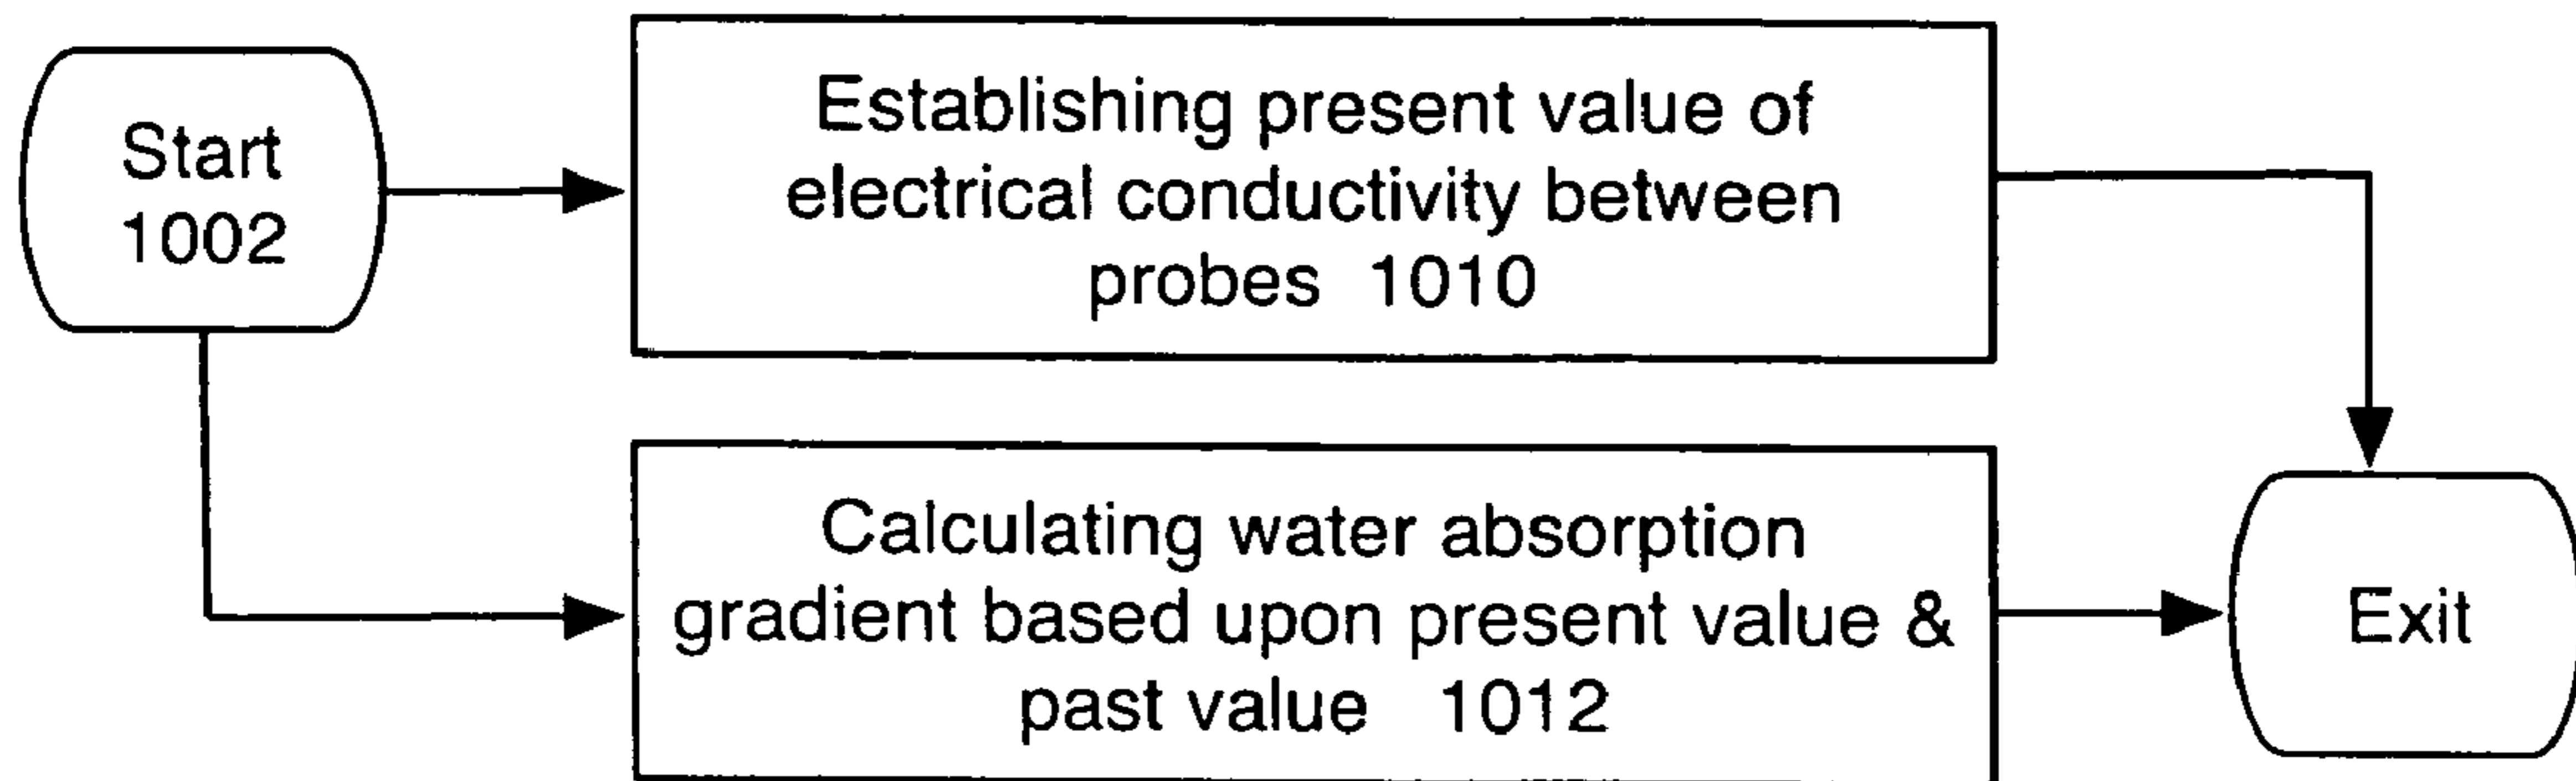 Start
1002
Establishing present value of
electrical conductivity between
probes 1010
Calculating water absorption
gradient based upon present value &
past value 1012
Exit